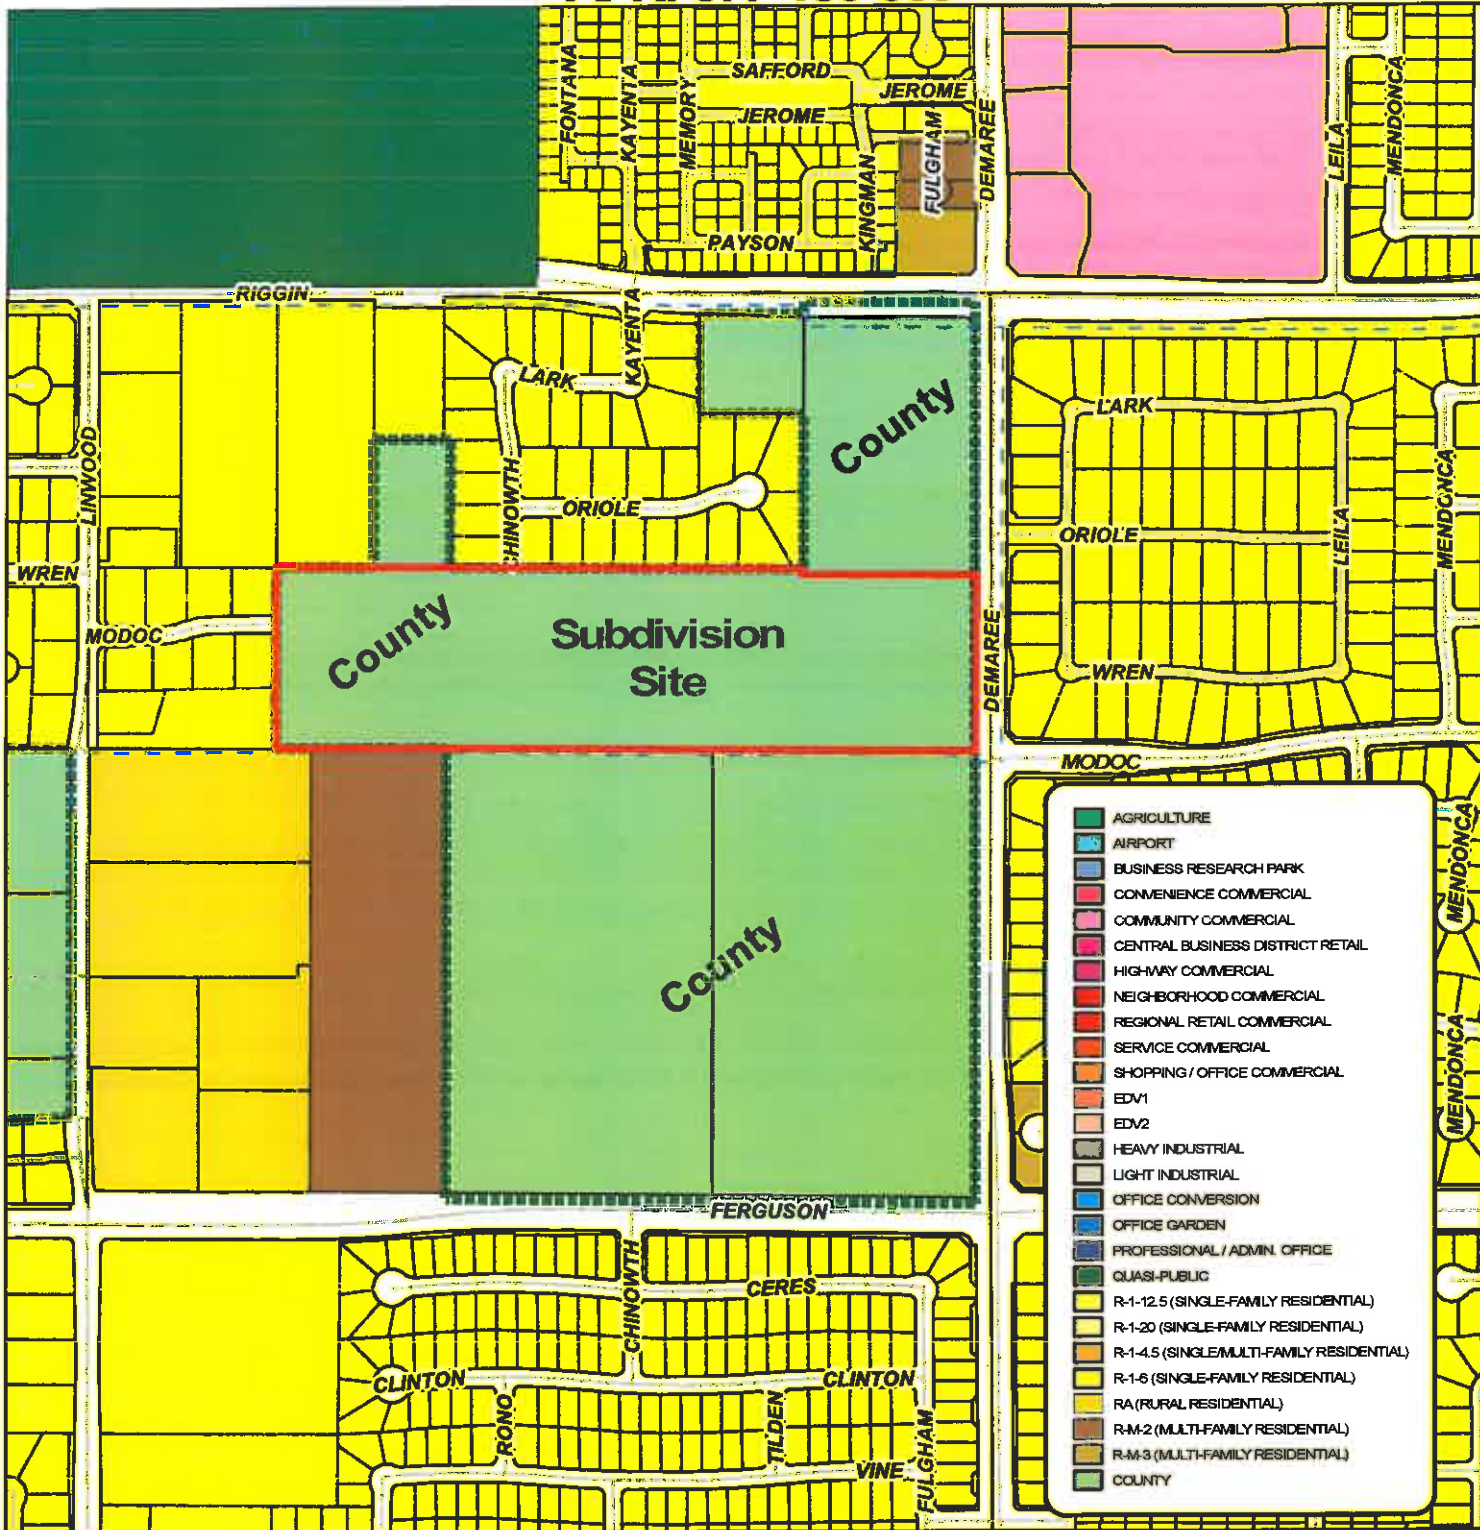 FONTANA
KAYENTA
MEMORY
SAFFORD
JEROME
JEROME
KINGMAN
FULGHAM
DEMAREE
PAYSON
LEILA
MENDONCA
RIGGIN
KAYENTA
LARK
CHINOWTH
ORIOLE
County
LINWOOD
WREN
MODOC
County
Subdivision
Site
DEMAREE
LARK
ORIOLE
LEILA
MENDONCA
WREN
MODOC
County
FERGUSON
CHINOWTH
CERES
CLINTON
CLINTON
RONO
TILDEN
VINE
FULGHAM
MENDONCA
MENDONCA
AGRICULTURE
AIRPORT
BUSINESS RESEARCH PARK
CONVENIENCE COMMERCIAL
COMMUNITY COMMERCIAL
CENTRAL BUSINESS DISTRICT RETAIL
HIGHWAY COMMERCIAL
NEIGHBORHOOD COMMERCIAL
REGIONAL RETAIL COMMERCIAL
SERVICE COMMERCIAL
SHOPPING / OFFICE COMMERCIAL
EDV1
EDV2
HEAVY INDUSTRIAL
LIGHT INDUSTRIAL
OFFICE CONVERSION
OFFICE GARDEN
PROFESSIONAL / ADMIN. OFFICE
QUASI-PUBLIC
R-1-12.5 (SINGLE-FAMILY RESIDENTIAL)
R-1-20 (SINGLE-FAMILY RESIDENTIAL)
R-1-4.5 (SINGLE/MULTI-FAMILY RESIDENTIAL)
R-1-6 (SINGLE-FAMILY RESIDENTIAL)
RA (RURAL RESIDENTIAL)
R-M-2 (MULTI-FAMILY RESIDENTIAL)
R-M-3 (MULTI-FAMILY RESIDENTIAL)
COUNTY
MENDONCA